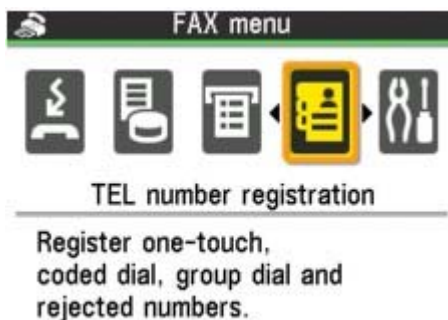 FAX menu
TEL number registration
Register one-touch,
coded dial, group dial and
rejected numbers.